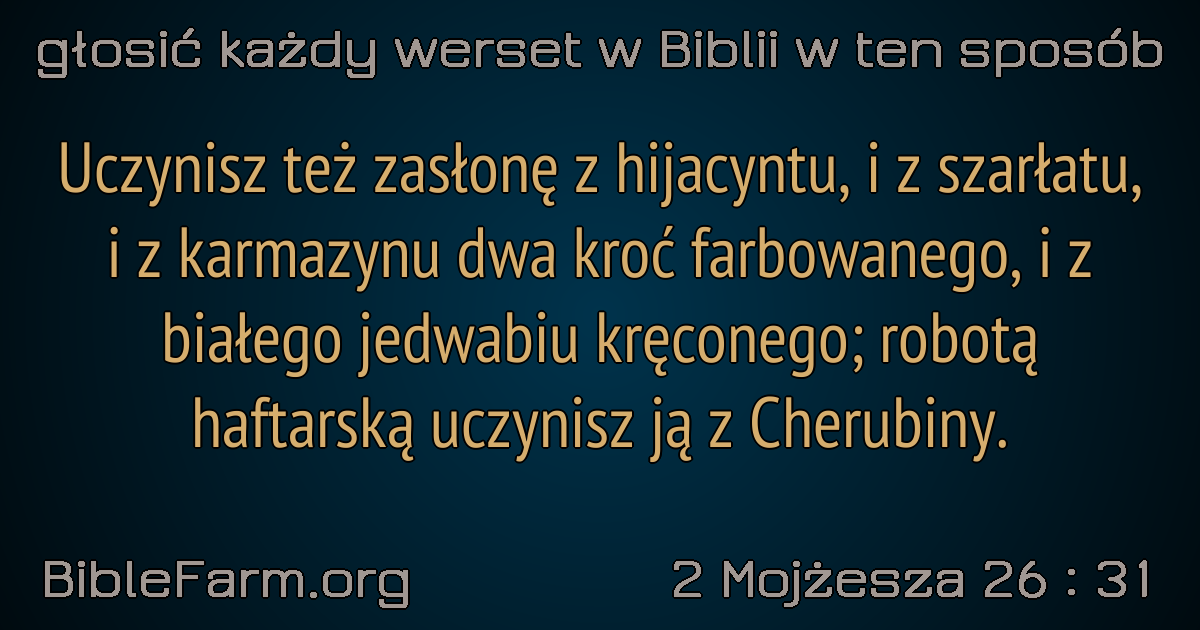 głosić każdy werset w Biblii w ten sposób
Uczynisz też zasłonę z hijacyntu, i z szarłatu,
i z karmazynu dwa kroć farbowanego, i z
białego jedwabiu kręconego; robotą
haftarską uczynisz ją z Cherubiny.
BibleFarm.org
2 Mojżesza 26 : 31